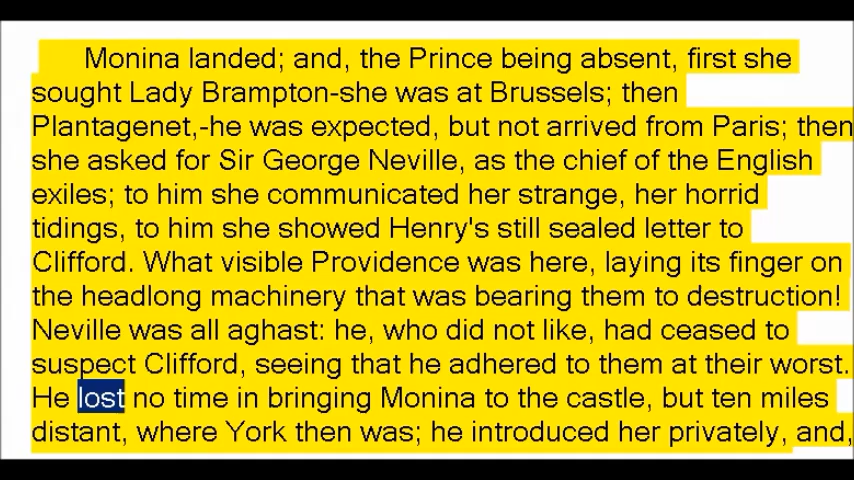 Monina landed; and, the Prince being absent, first she
sought Lady Brampton-she was at Brussels; then
Plantagenet,-he was expected, but not arrived from Paris; then
she asked for Sir George Neville, as the chief of the English
exiles; to him she communicated her strange, her horrid
tidings, to him she showed Henry's still sealed letter to
Clifford. What visible Providence was here, laying its finger on
the headlong machinery that was bearing them to destruction!
Neville was all aghast: he, who did not like, had ceased to
suspect Clifford, seeing that he adhered to them at their worst.
He lost no time in bringing Monina to the castle, but ten miles
distant, where York then was; he introduced her privately, and,